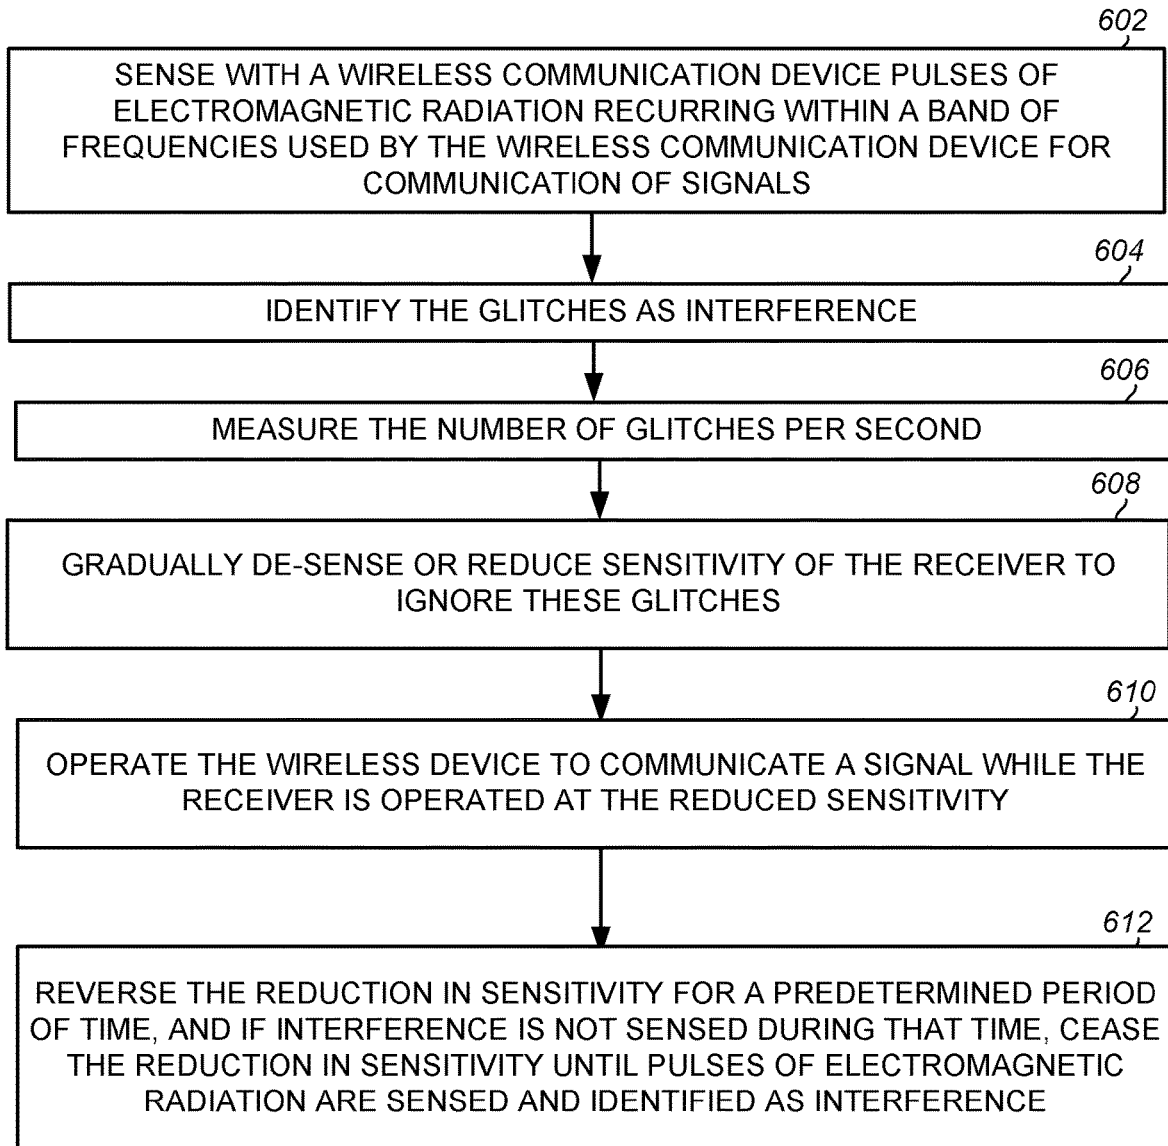 602
SENSE WITH A WIRELESS COMMUNICATION DEVICE PULSES OF
ELECTROMAGNETIC RADIATION RECURRING WITHIN A BAND OF
FREQUENCIES USED BY THE WIRELESS COMMUNICATION DEVICE FOR
COMMUNICATION OF SIGNALS
604
IDENTIFY THE GLITCHES AS INTERFERENCE
606
MEASURE THE NUMBER OF GLITCHES PER SECOND
608
GRADUALLY DE-SENSE OR REDUCE SENSITIVITY OF THE RECEIVER TO
IGNORE THESE GLITCHES
610
OPERATE THE WIRELESS DEVICE TO COMMUNICATE A SIGNAL WHILE THE
RECEIVER IS OPERATED AT THE REDUCED SENSITIVITY
612
REVERSE THE REDUCTION IN SENSITIVITY FOR A PREDETERMINED PERIOD
OF TIME, AND IF INTERFERENCE IS NOT SENSED DURING THAT TIME, CEASE
THE REDUCTION IN SENSITIVITY UNTIL PULSES OF ELECTROMAGNETIC
RADIATION ARE SENSED AND IDENTIFIED AS INTERFERENCE